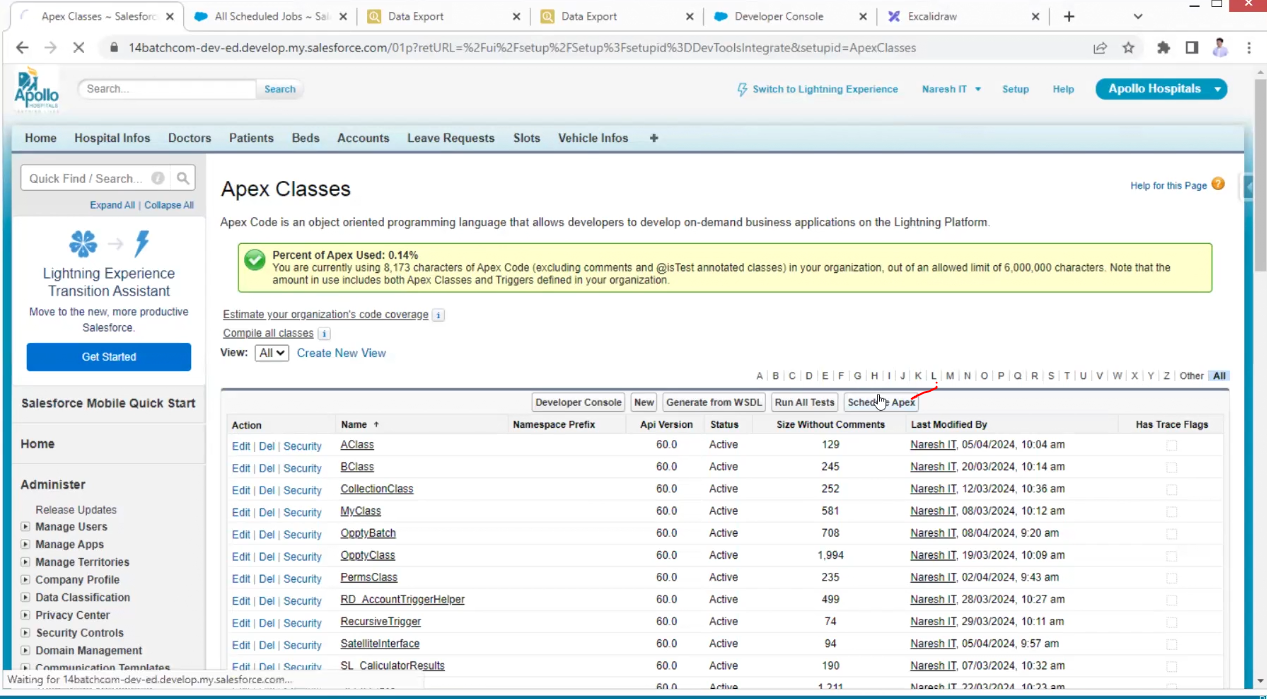 Apex Classes ~ Salesforc
All Scheduled Jobs ~ Sal
Data Export
Data Export
Developer Console
Excalidraw
14batchcom-dev-ed.develop.my.salesforce.com/01p?retURL=%2Fui%2Fsetup%2FSetup%3Fsetupid%3DDevToolsIntegrate&setupid=ApexClasses
Apollo
HOSPITALS
Search...
Search
Switch to Lightning Experience
Naresh IT
Setup
Help
Apollo Hospitals
Home Hospital Infos Doctors Patients Beds Accounts Leave Requests Slots Vehicle Infos +
Quick Find / Search...
Expand All | Collapse All
Lightning Experience
Transition Assistant
Move to the new, more productive
Salesforce.
Get Started
Salesforce Mobile Quick Start
Home
Administer
Release Updates
Manage Users
Manage Apps
Manage Territories
Company Profile
Data Classification
Privacy Center
Security Controls
Domain Management
Communication Templates
Apex Classes
Help for this Page
Apex Code is an object oriented programming language that allows developers to develop on-demand business applications on the Lightning Platform.
Percent of Apex Used: 0.14%
You are currently using 8,173 characters of Apex Code (excluding comments and @isTest annotated classes) in your organization, out of an allowed limit of 6,000,000 characters. Note that the
amount in use includes both Apex Classes and Triggers defined in your organization.
Estimate your organization's code coverage i
Compile all classes i
View: All Create New View
A | B | C | D | E | F | G | H | I | J | K | L | M | N | O | P | Q | R | S | T | U | V | W | X | Y | Z | Other All
Developer Console New Generate from WSDL Run All Tests Schedule Apex
Action Name Namespace Prefix Api Version Status Size Without Comments Last Modified By Has Trace Flags
Edit | Del | Security AClass 60.0 Active 129 Naresh IT, 05/04/2024, 10:04 am
Edit | Del | Security BClass 60.0 Active 245 Naresh IT, 20/03/2024, 10:14 am
Edit | Del | Security CollectionClass 60.0 Active 252 Naresh IT, 12/03/2024, 10:36 am
Edit | Del | Security MyClass 60.0 Active 581 Naresh IT, 08/03/2024, 10:12 am
Edit | Del | Security OpptyBatch 60.0 Active 708 Naresh IT, 08/04/2024, 9:20 am
Edit | Del | Security OpptyClass 60.0 Active 1,994 Naresh IT, 19/03/2024, 10:09 am
Edit | Del | Security PermsClass 60.0 Active 235 Naresh IT, 02/04/2024, 9:43 am
Edit | Del | Security RD_AccountTriggerHelper 60.0 Active 499 Naresh IT, 28/03/2024, 10:27 am
Edit | Del | Security RecursiveTrigger 60.0 Active 74 Naresh IT, 29/03/2024, 10:11 am
Edit | Del | Security SatelliteInterface 60.0 Active 94 Naresh IT, 05/04/2024, 9:57 am
Edit | Del | Security SL_CaliculatorResults 60.0 Active 190 Naresh IT, 07/03/2024, 10:32 am
60.0 Active 1,211 Naresh IT, 22/03/2024, 10:23 am
Waiting for 14batchcom-dev-ed.develop.my.salesforce.com...